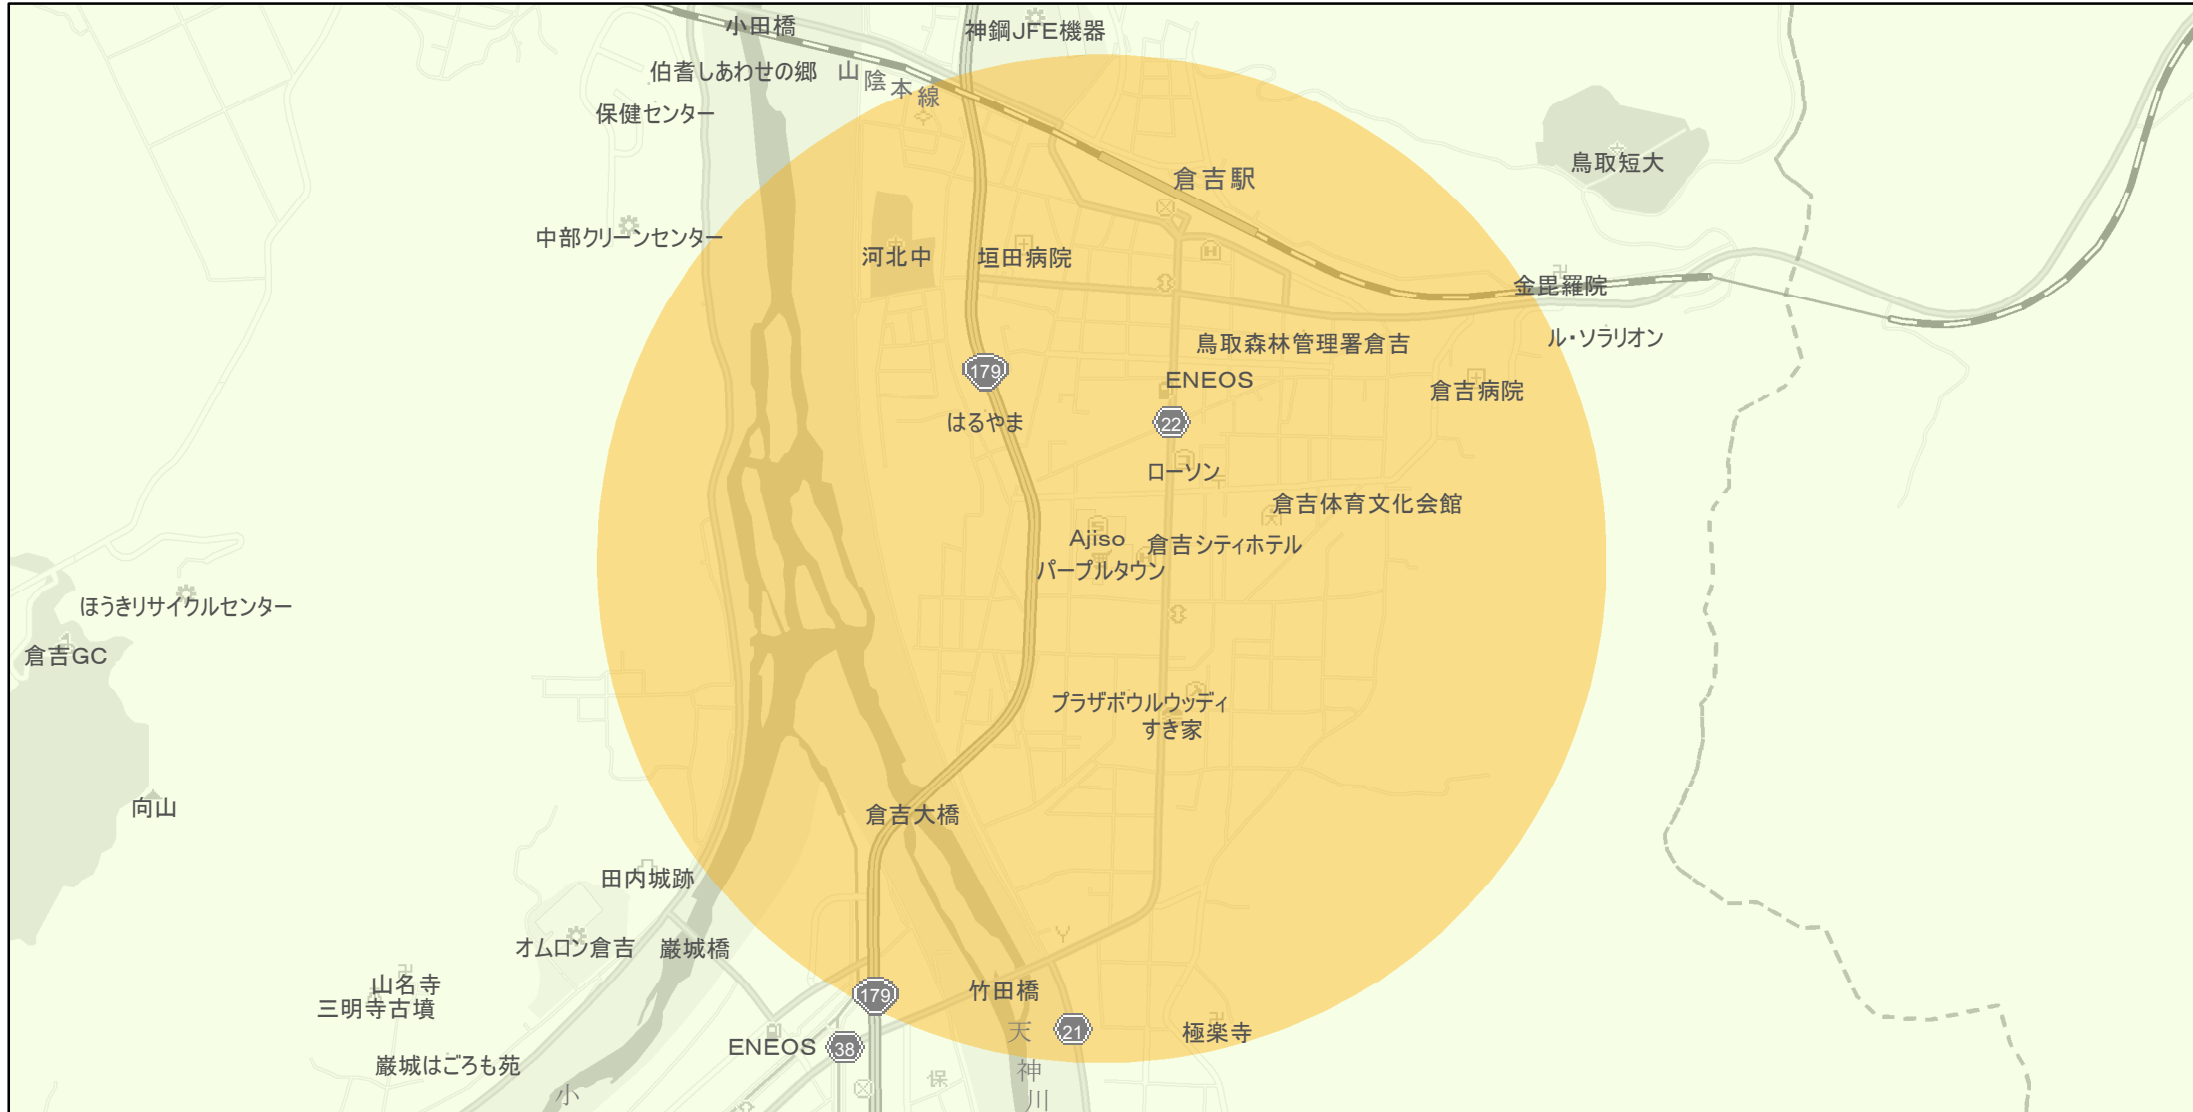 小田橋
神鋼JFE機器
伯耆しあわせの郷
山陰本線
保健センター
鳥取短大
倉吉駅
中部クリーンセンター
河北中
垣田病院
金毘羅院
ル・ソラリオン
鳥取森林管理署倉吉
179
ENEOS
倉吉病院
はるやま
22
ローソン
倉吉体育文化会館
Ajiso
倉吉シティホテル
パープルタウン
ほうきリサイクルセンター
倉吉GC
プラザボウルウッディ
すき家
向山
倉吉大橋
田内城跡
オムロン倉吉
巌城橋
山名寺
三明寺古墳
179
竹田橋
天神川
21
極楽寺
ENEOS
38
巌城はごろも苑
保
小